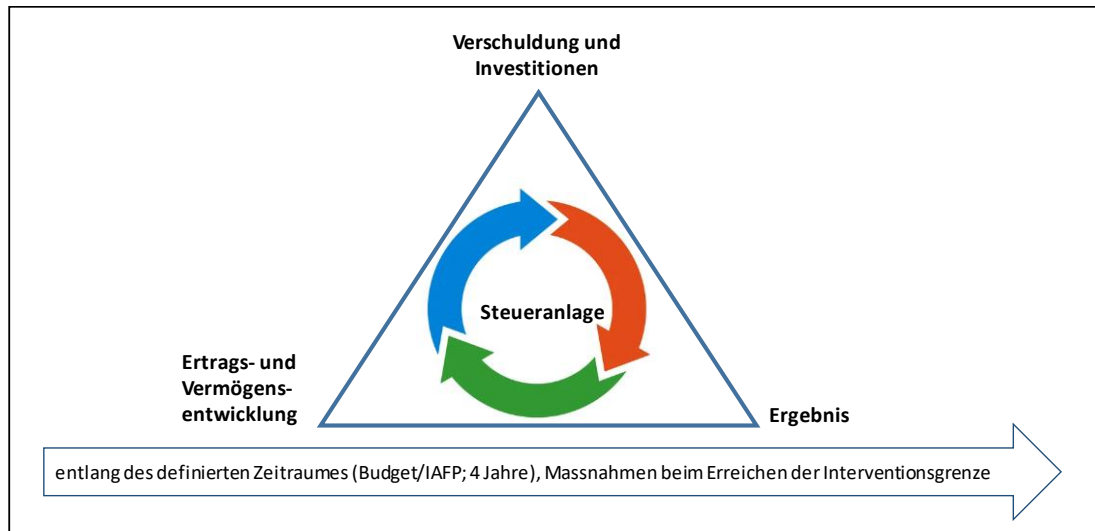 Verschuldung und
Investitionen
Steueranlage
Ertrags- und
Vermögens-
entwicklung
Ergebnis
entlang des definierten Zeitraumes (Budget/IAFP; 4 Jahre), Massnahmen beim Erreichen der Interventionsgrenze